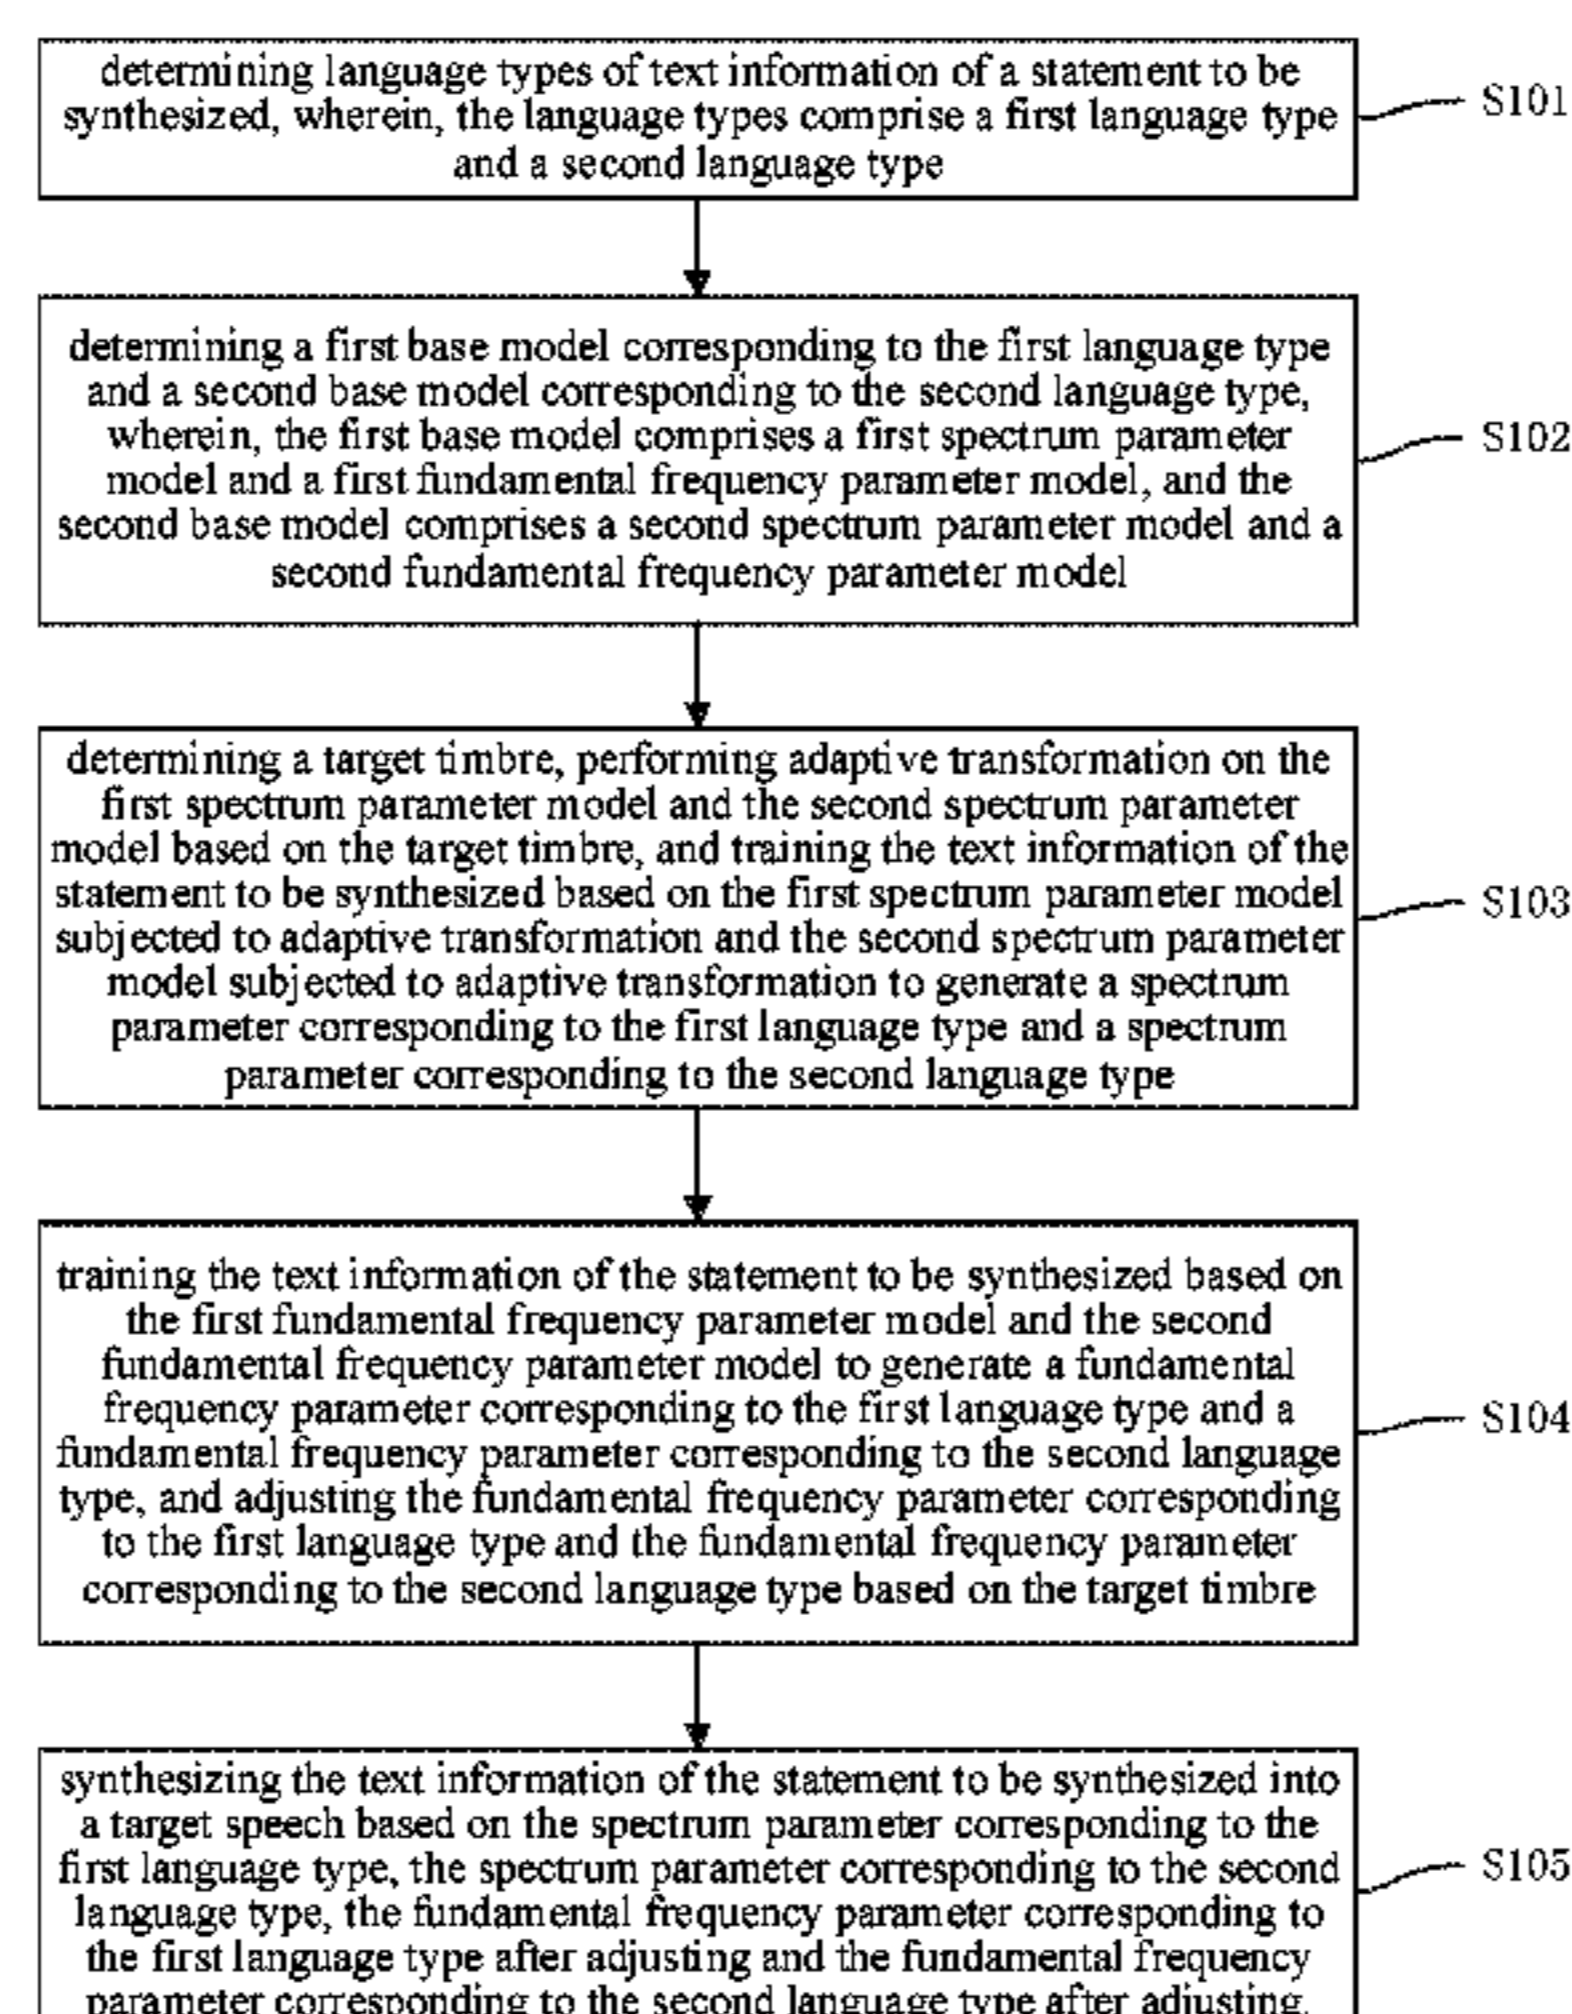 determining language types of text information of a statement to be
synthesized, wherein, the language types comprise a first language type
and a second language type
S101
determining a first base model corresponding to the first language type
and a second base model corresponding to the second language type,
wherein, the first base model comprises a first spectrum parameter
model and a first fundamental frequency parameter model, and the
second base model comprises a second spectrum parameter model and a
second fundamental frequency parameter model
S102
determining a target timbre, performing adaptive transformation on the
first spectrum parameter model and the second spectrum parameter
model based on the target timbre, and training the text information of the
statement to be synthesized based on the first spectrum parameter model
subjected to adaptive transformation and the second spectrum parameter
model subjected to adaptive transformation to generate a spectrum
parameter corresponding to the first language type and a spectrum
parameter corresponding to the second language type
S103
training the text information of the statement to be synthesized based on
the first fundamental frequency parameter model and the second
fundamental frequency parameter model to generate a fundamental
frequency parameter corresponding to the first language type and a
fundamental frequency parameter corresponding to the second language
type, and adjusting the fundamental frequency parameter corresponding
to the first language type and the fundamental frequency parameter
corresponding to the second language type based on the target timbre
S104
synthesizing the text information of the statement to be synthesized into
a target speech based on the spectrum parameter corresponding to the
first language type, the spectrum parameter corresponding to the second
language type, the fundamental frequency parameter corresponding to
the first language type after adjusting and the fundamental frequency
parameter corresponding to the second language type after adjusting.
S105